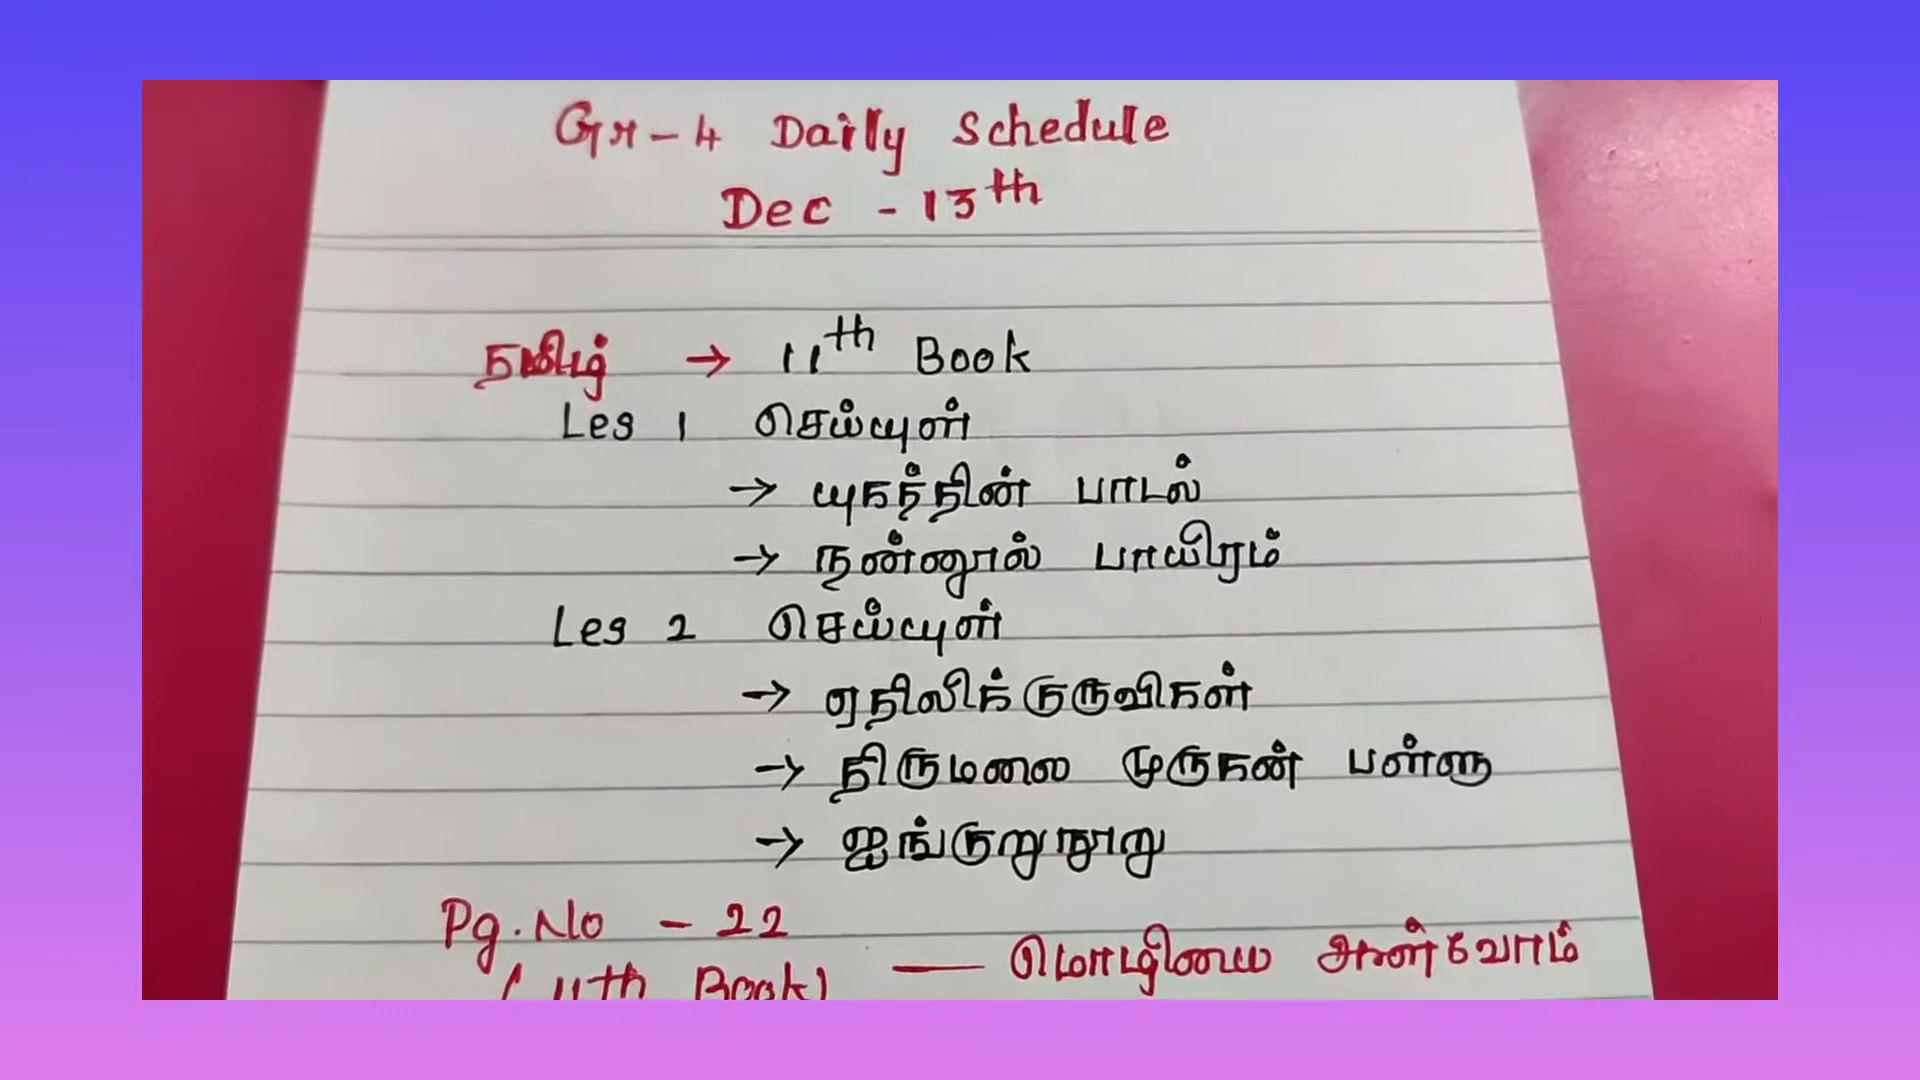 Gr-4 Daily Schedule
Dec - 13th
தமிழ் → 11th Book
Les 1 செய்யுள்
→ யுகத்தின் பாடல்
→ நன்னூல் பாயிரம்
Les 2 செய்யுள்
→ ஏதிலிக்குருவிகள்
→ திருமலை முருகன் பள்ளு
→ ஐங்குறுநூறு
Pg. No - 22
(11th Book) — மொழியை ஆள்வோம்